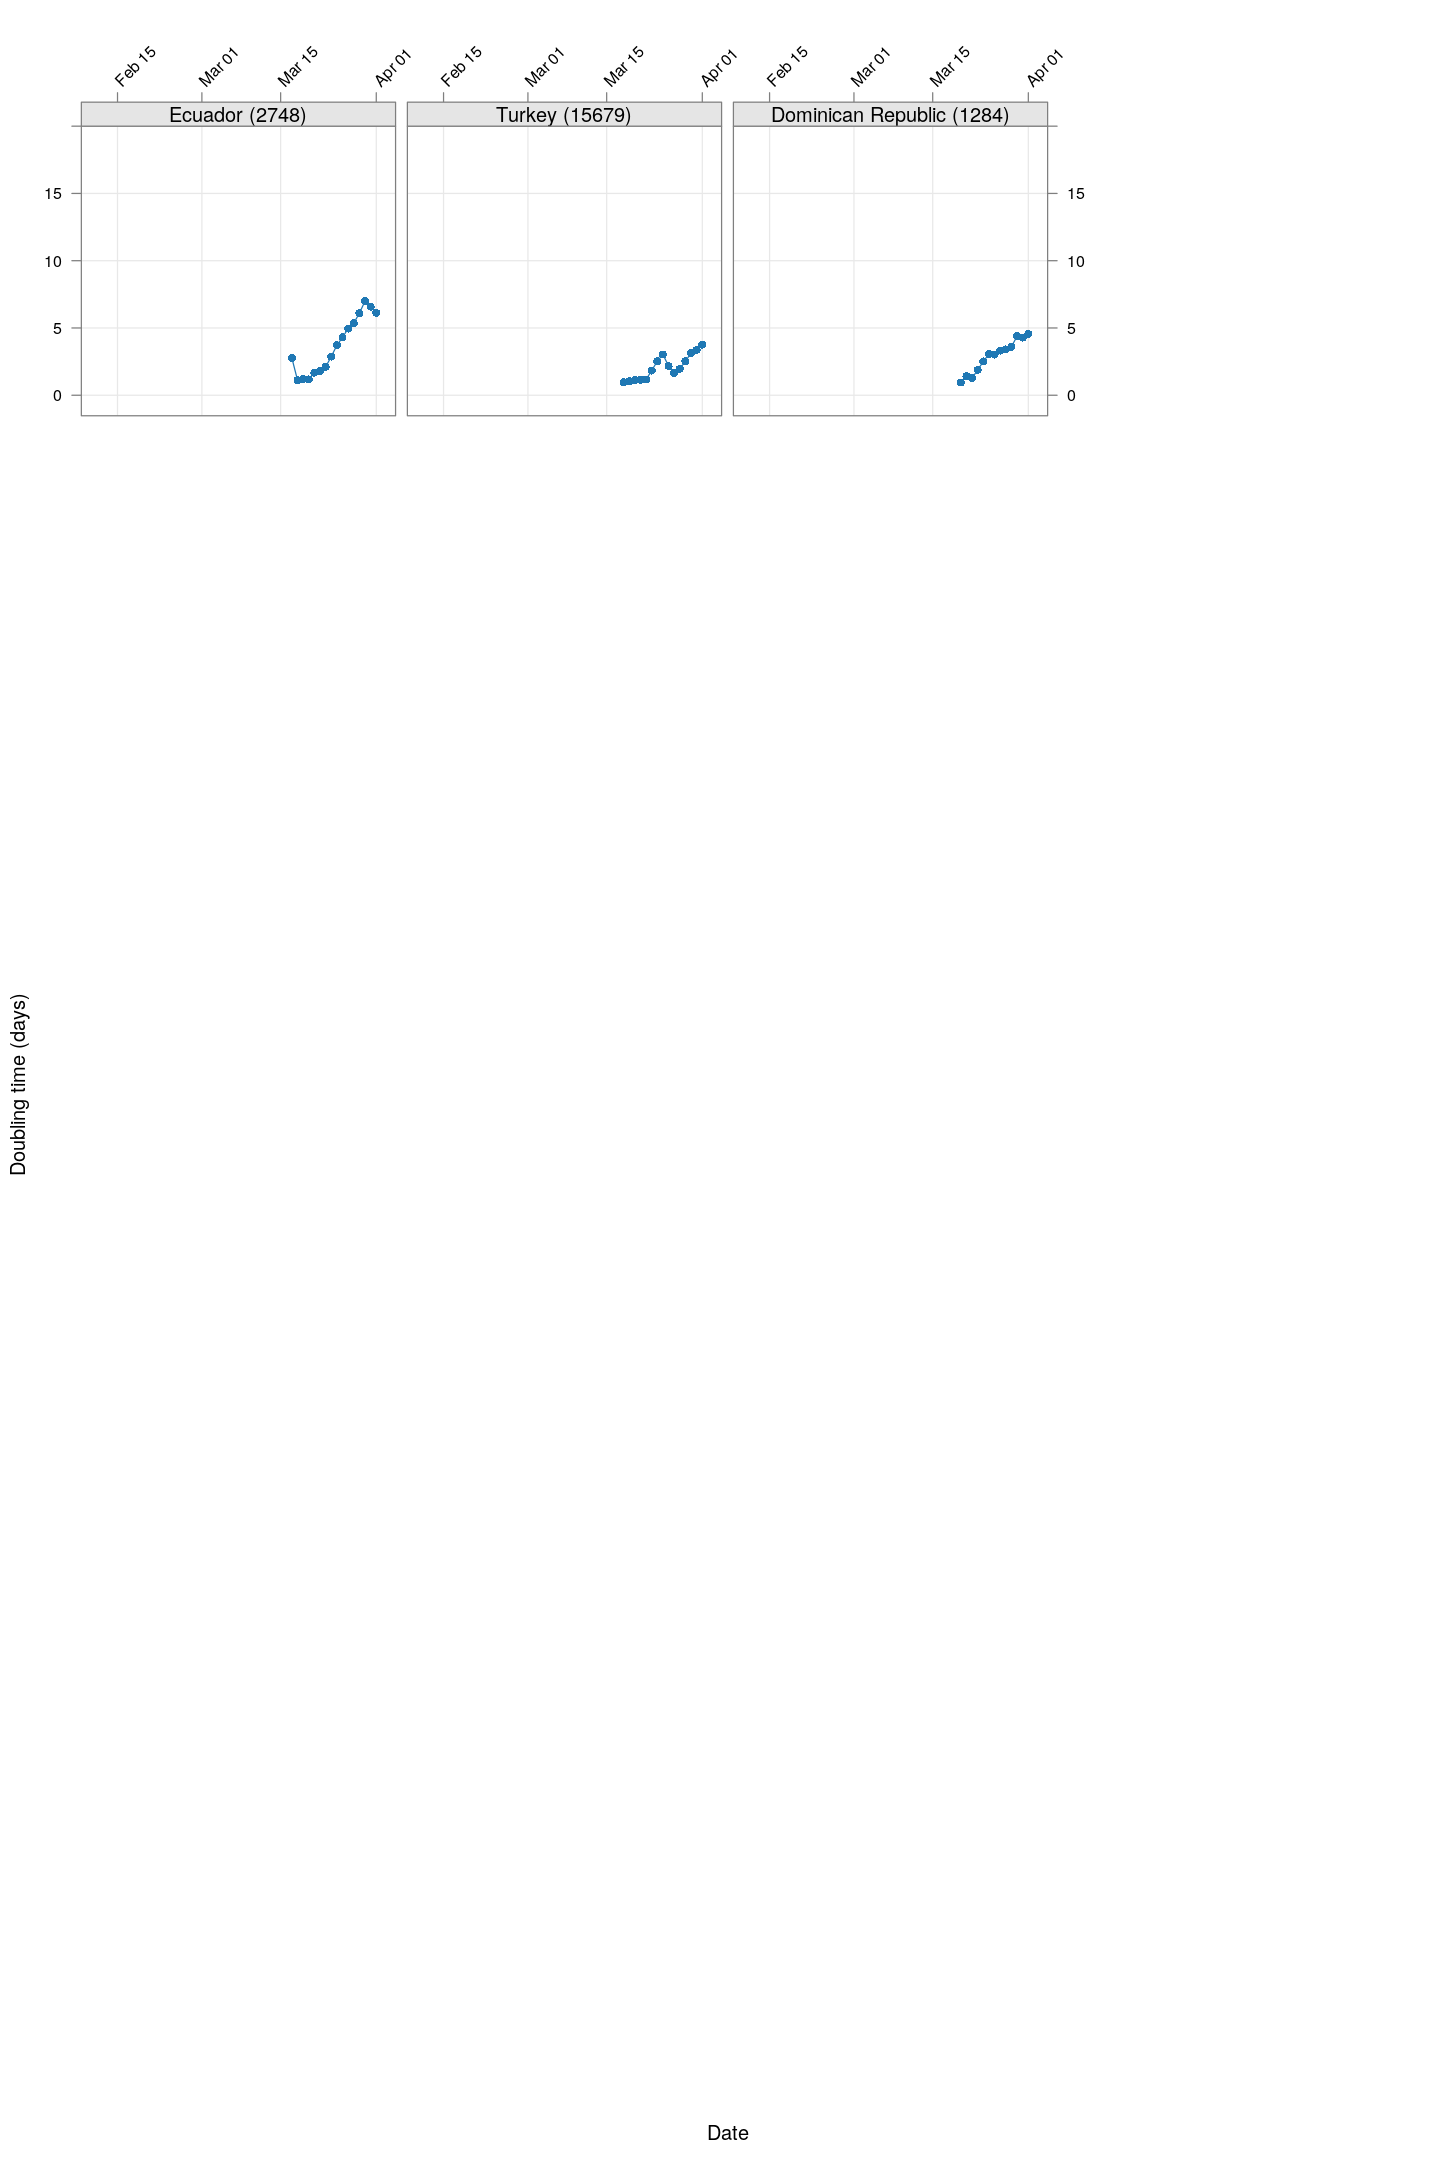 Feb 15 Mar 01 Mar 15 Apr 01 Feb 15 Mar 01 Mar 15 Apr 01 Feb 15 Mar 01 Mar 15 Apr 01
Ecuador (2748) Turkey (15679) Dominican Republic (1284)
15 15
10 10
5 5
0 0
Doubling time (days)
Date